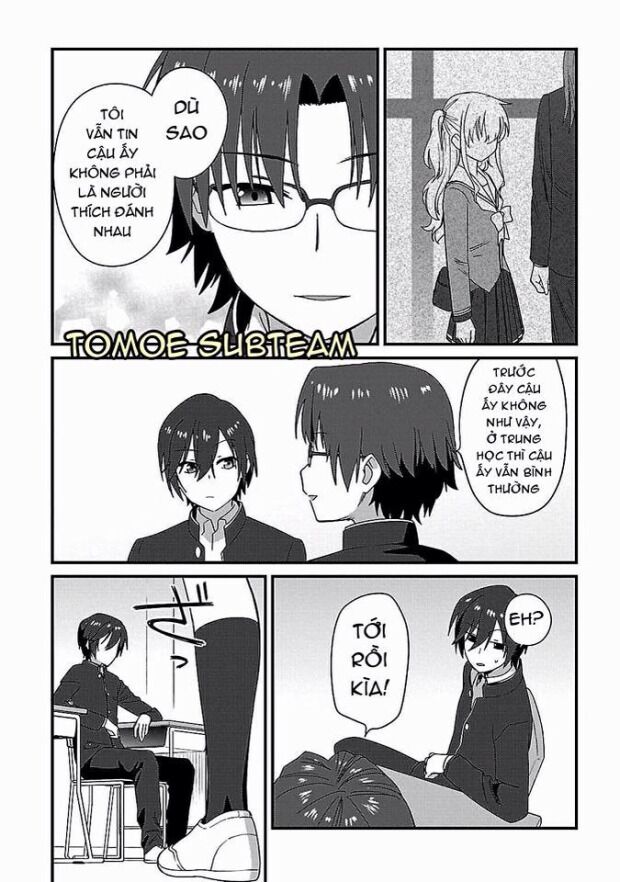 DÙ
SAO
TÔI
VẪN TIN
CẬU ẤY
KHÔNG PHẢI
LÀ NGƯỜI
THÍCH ĐÁNH
NHAU
TOMOE SUBTEAM
TRƯỚC
ĐÂY CẬU
ẤY KHÔNG
NHƯ VẬY,
Ở TRUNG
HỌC THÌ CẬU
ẤY VẪN BÌNH
THƯỜNG
EH?
TỚI
RỒI
KÌA!